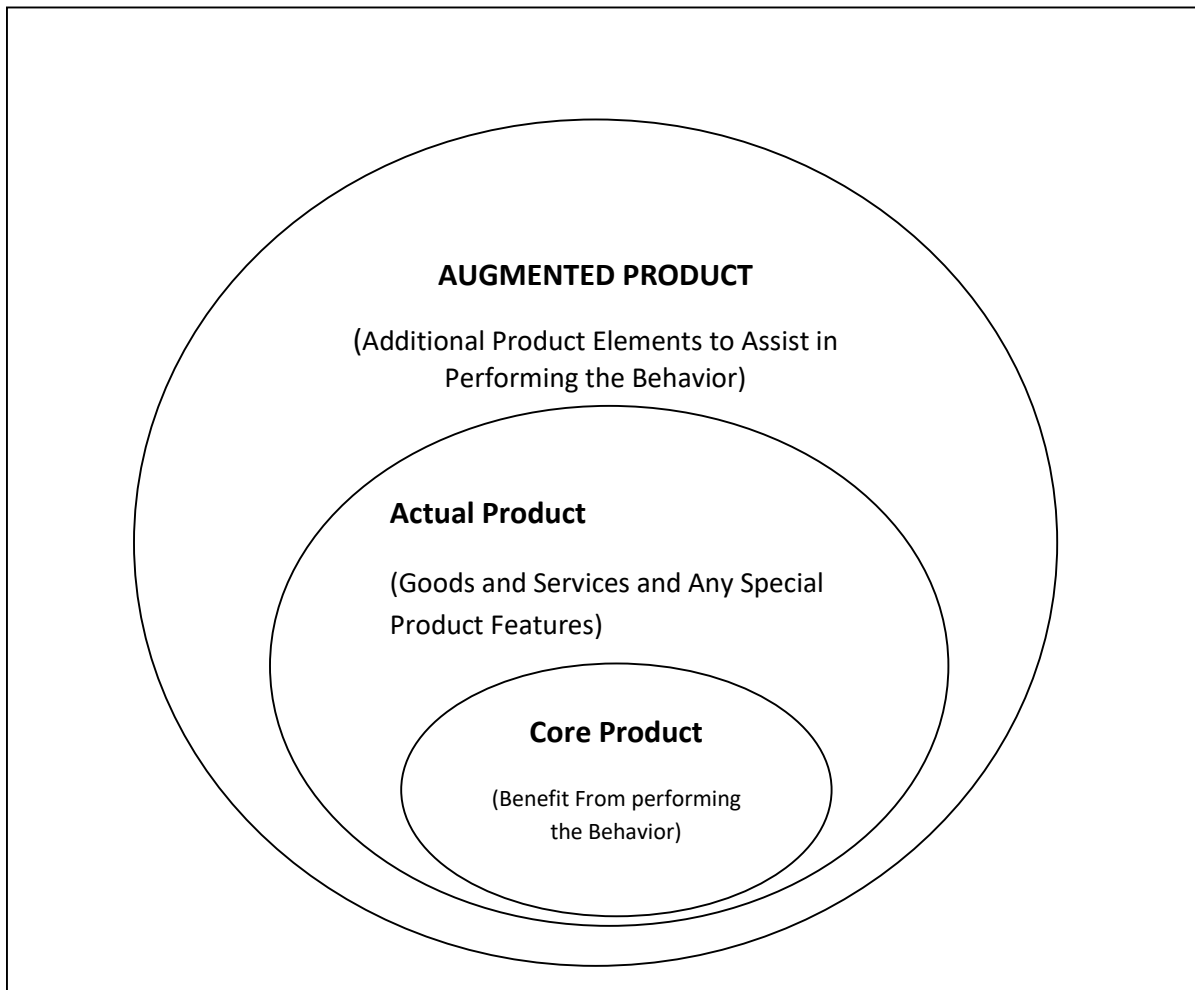 AUGMENTED PRODUCT
(Additional Product Elements to Assist in
Performing the Behavior)
Actual Product
(Goods and Services and Any Special
Product Features)
Core Product
(Benefit From performing
the Behavior)